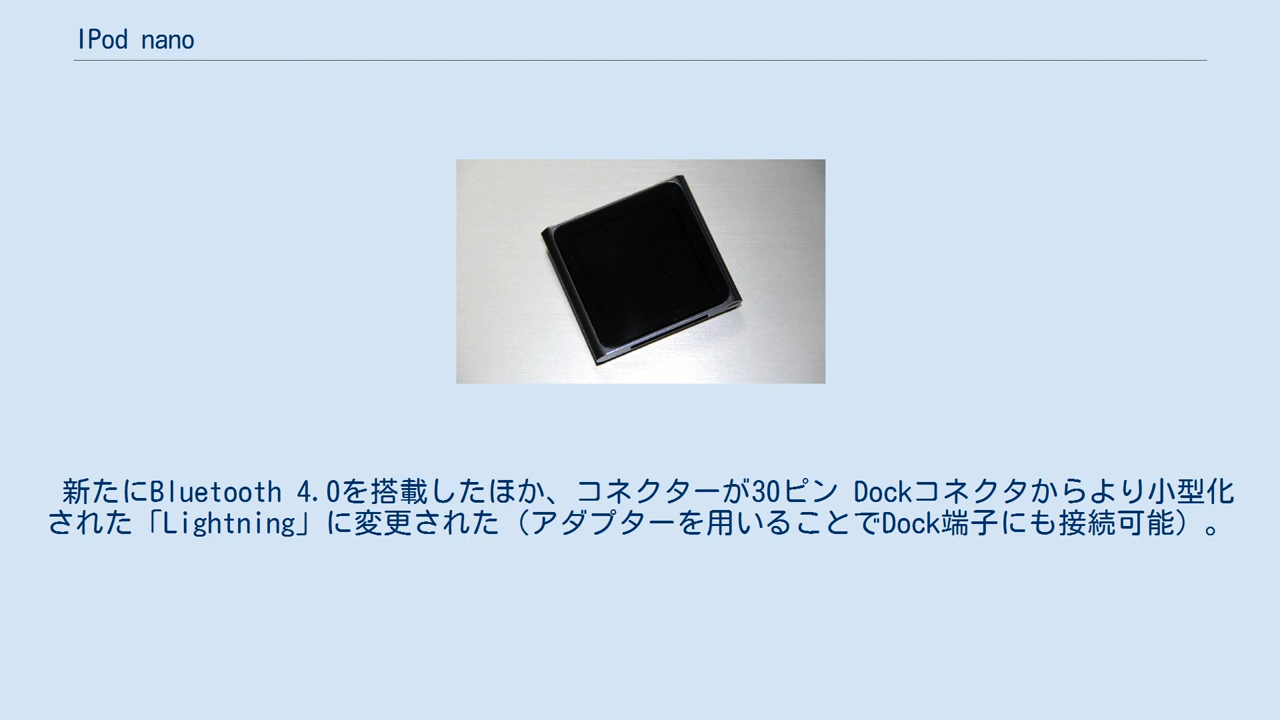 IPod nano
新たにBluetooth 4.0を搭載したほか、コネクターが30ピン Dockコネクタからより小型化
された「Lightning」に変更された（アダプターを用いることでDock端子にも接続可能）。